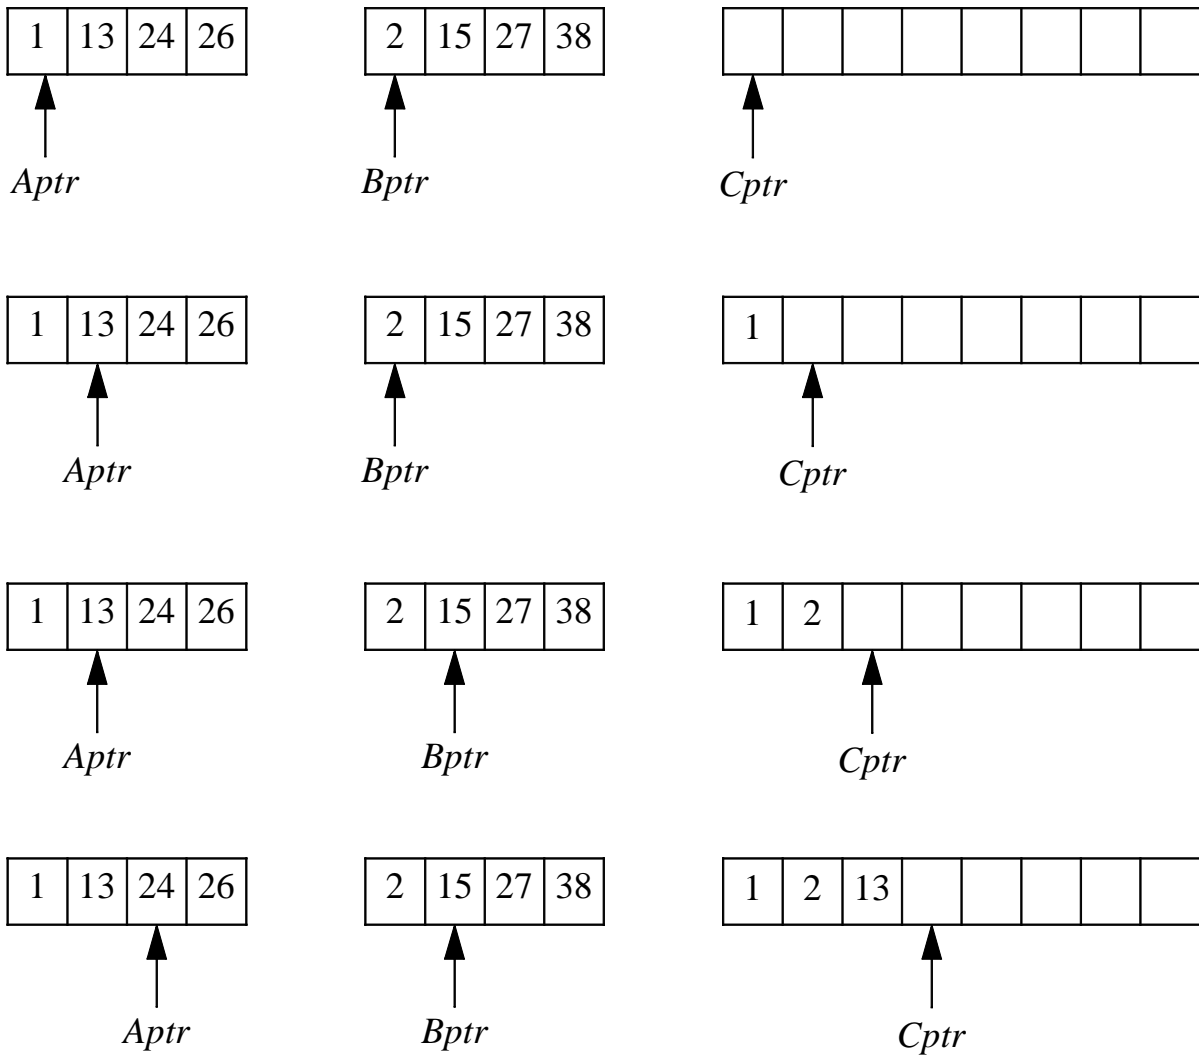 1 13 24 26 2 15 27 38
Aptr Bptr Cptr
1 13 24 26 2 15 27 38 1
Aptr Bptr Cptr
1 13 24 26 2 15 27 38 1 2
Aptr Bptr Cptr
1 13 24 26 2 15 27 38 1 2 13
Aptr Bptr Cptr